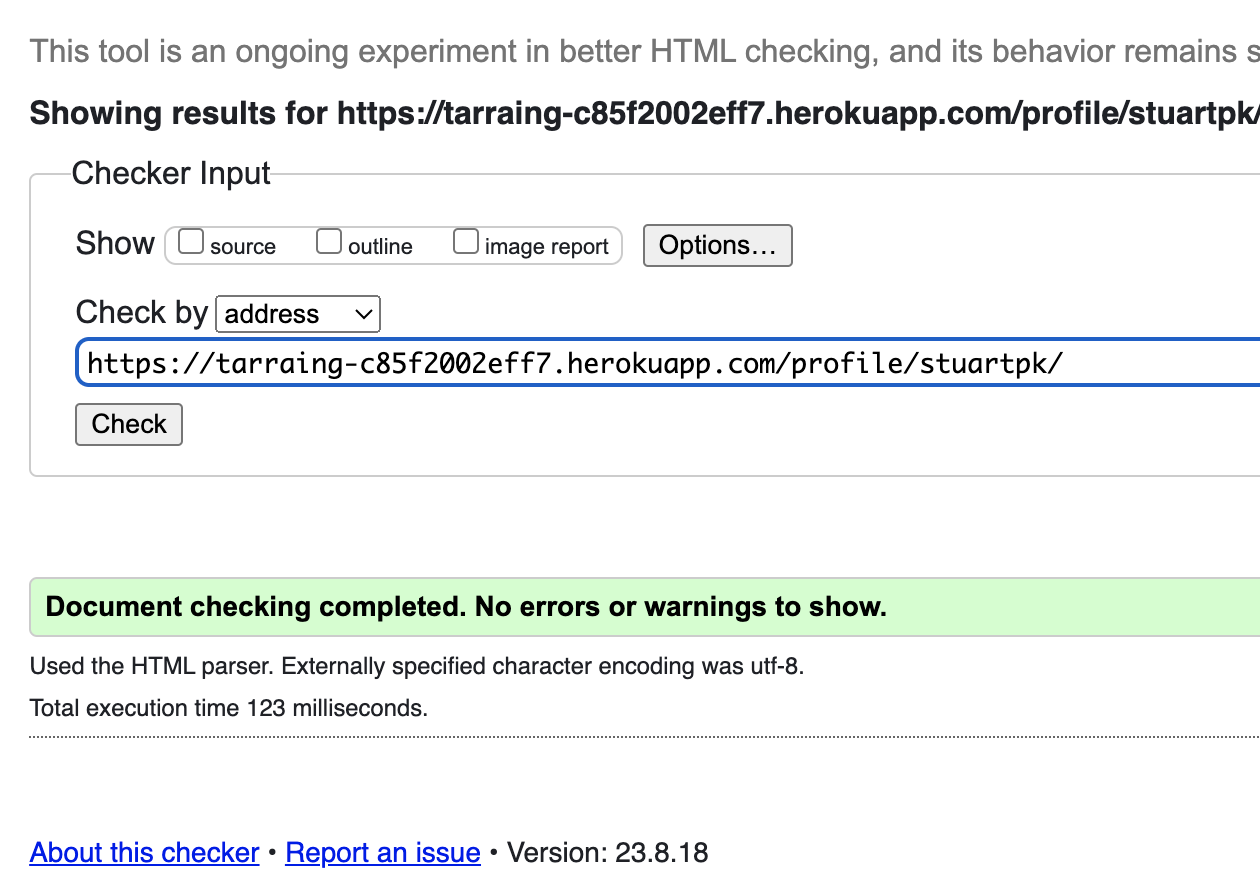 This tool is an ongoing experiment in better HTML checking, and its behavior remains
Showing results for https://tarraing-c85f2002eff7.herokuapp.com/profile/stuartpk/
Checker Input
Show source outline image report Options...
Check by address
https://tarraing-c85f2002eff7.herokuapp.com/profile/stuartpk/
Check
Document checking completed. No errors or warnings to show.
Used the HTML parser. Externally specified character encoding was utf-8.
Total execution time 123 milliseconds.
About this checker • Report an issue • Version: 23.8.18